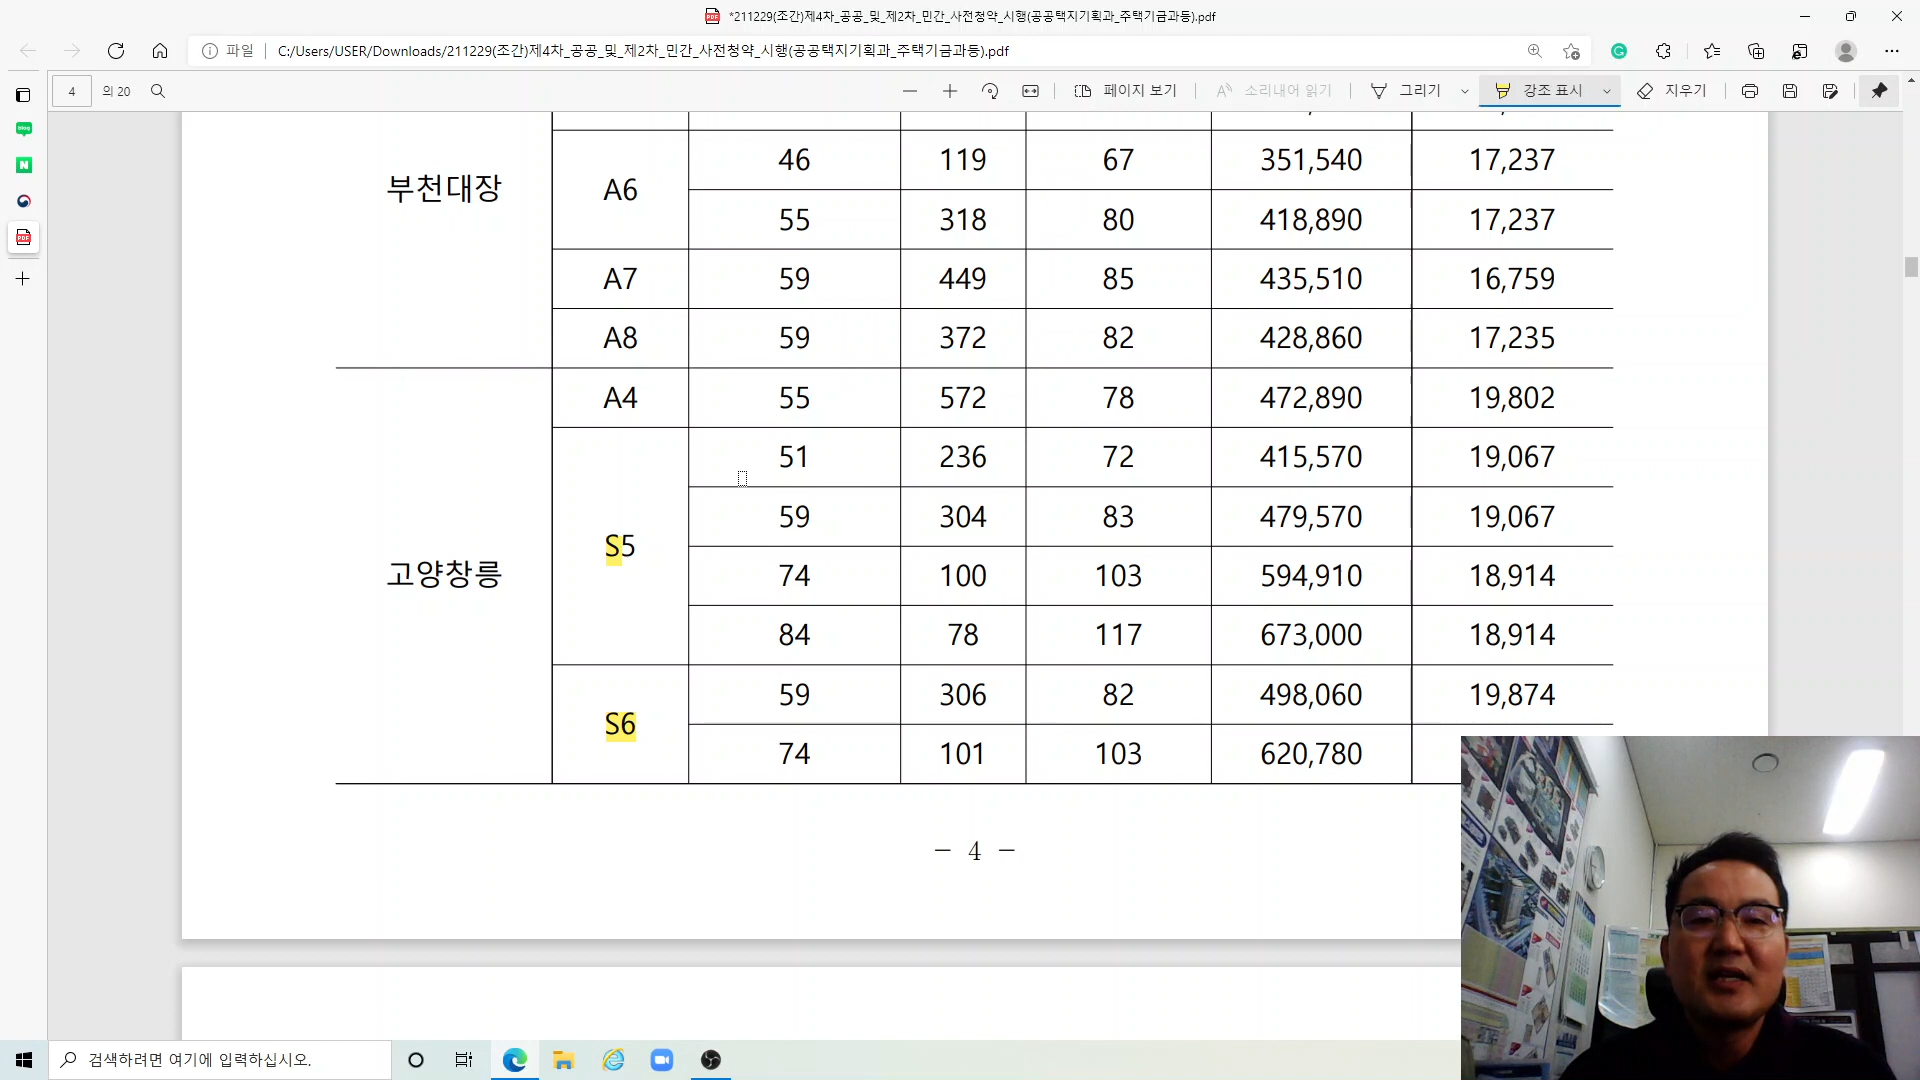 *211229(조간)제4차_공공_및_제2차_민간_사전청약_시행(공공택지기획과_주택기금과등).pdf
파일 C:/Users/USER/Downloads/211229(조간)제4차_공공_및_제2차_민간_사전청약_시행(공공택지기획과_주택기금과등).pdf
4 의 20 페이지 보기 소리내어 읽기 그리기 강조 표시 지우기
부천대장
A6 46 119 67 351,540 17,237
55 318 80 418,890 17,237
A7 59 449 85 435,510 16,759
A8 59 372 82 428,860 17,235
고양창릉
A4 55 572 78 472,890 19,802
S5 51 236 72 415,570 19,067
59 304 83 479,570 19,067
74 100 103 594,910 18,914
84 78 117 673,000 18,914
S6 59 306 82 498,060 19,874
74 101 103 620,780
- 4 -
검색하려면 여기에 입력하십시오.